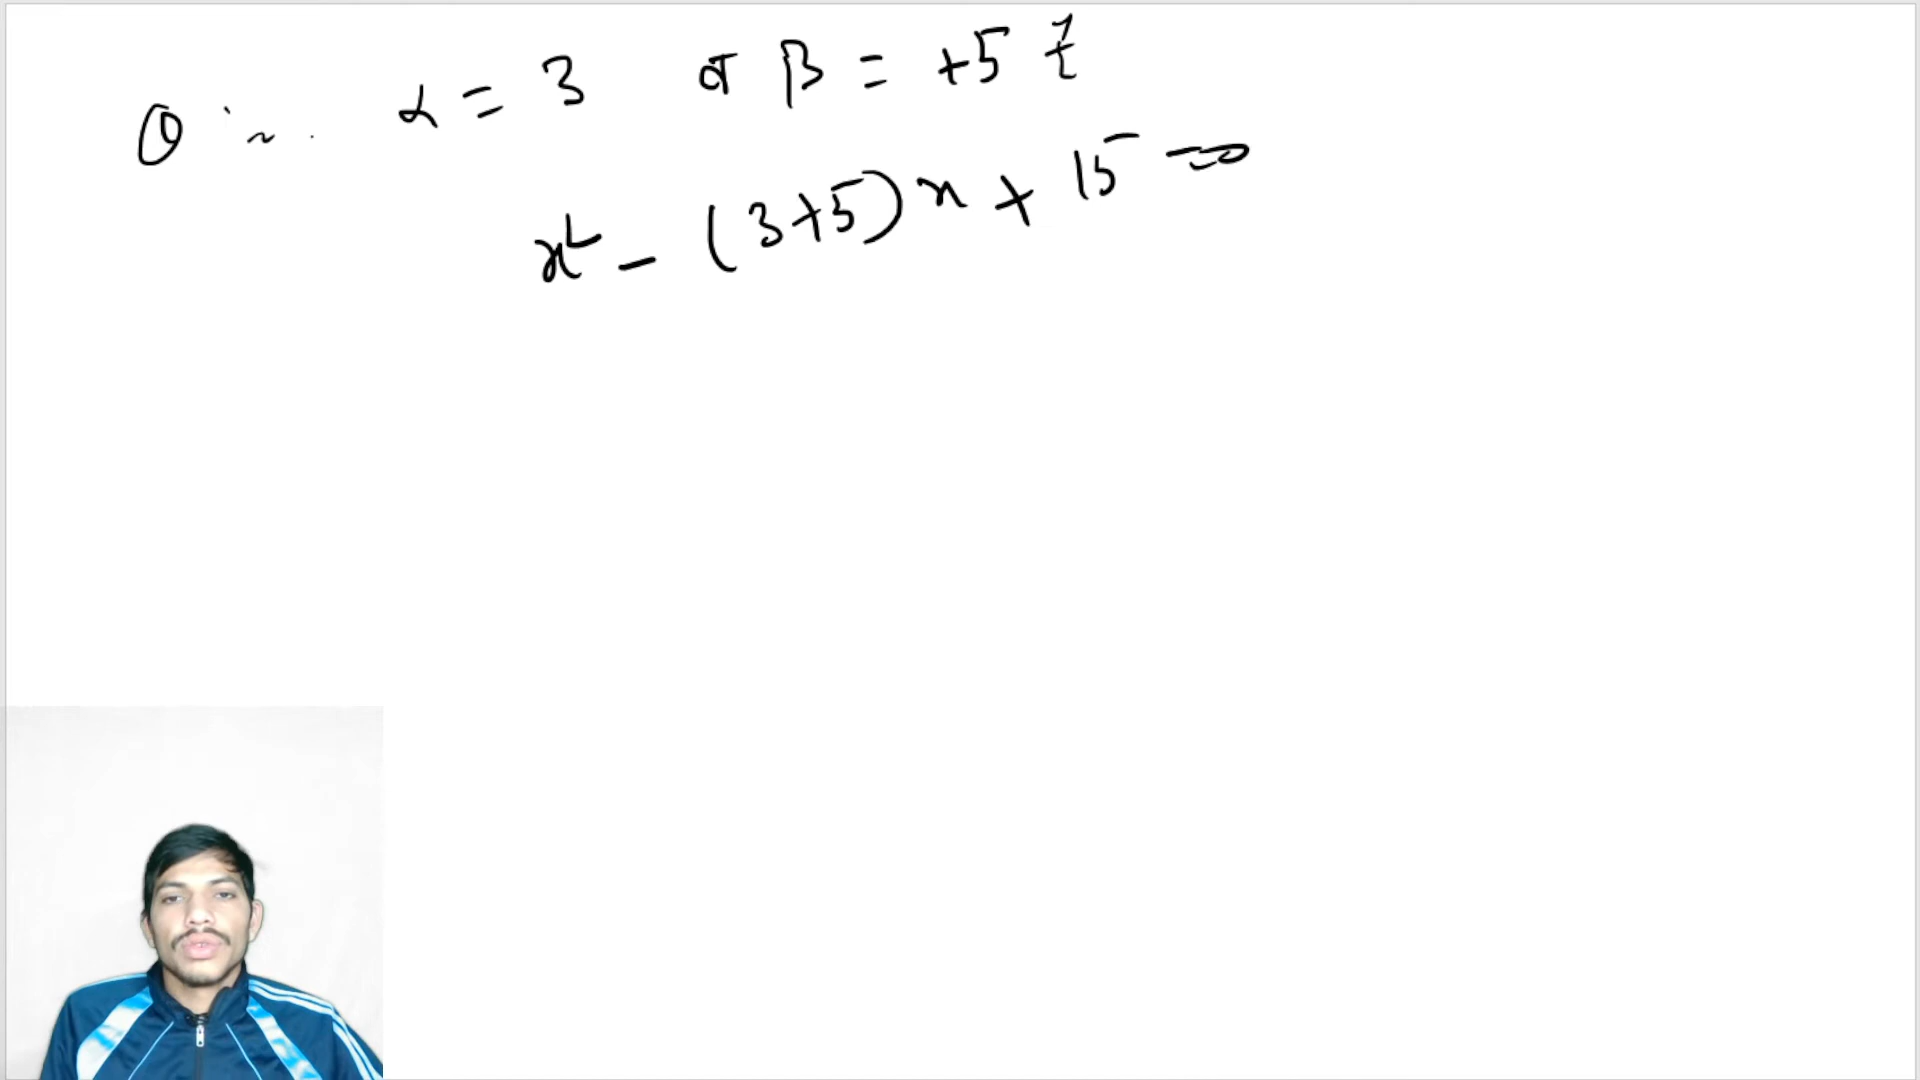 Q :~. α = 3 व β = +5 है
x² - (3+5)x + 15 = 0